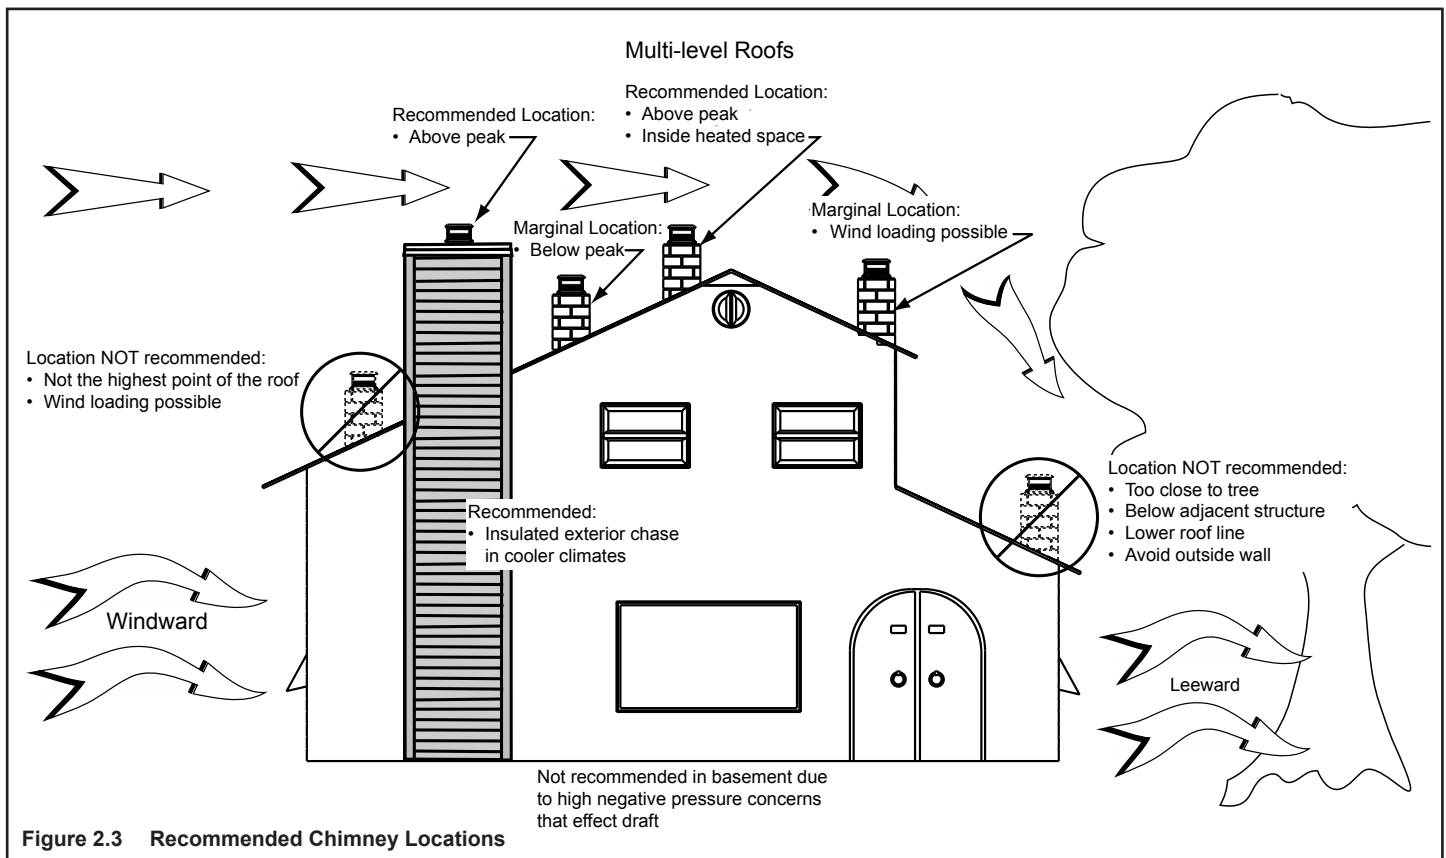 Multi-level Roofs
Recommended Location:
• Above peak
Recommended Location:
• Above peak
• Inside heated space
Marginal Location:
• Below peak
Marginal Location:
• Wind loading possible
Location NOT recommended:
• Not the highest point of the roof
• Wind loading possible
Recommended:
• Insulated exterior chase
in cooler climates
Location NOT recommended:
• Too close to tree
• Below adjacent structure
• Lower roof line
• Avoid outside wall
Windward
Leeward
Not recommended in basement due
to high negative pressure concerns
that effect draft
Figure 2.3 Recommended Chimney Locations